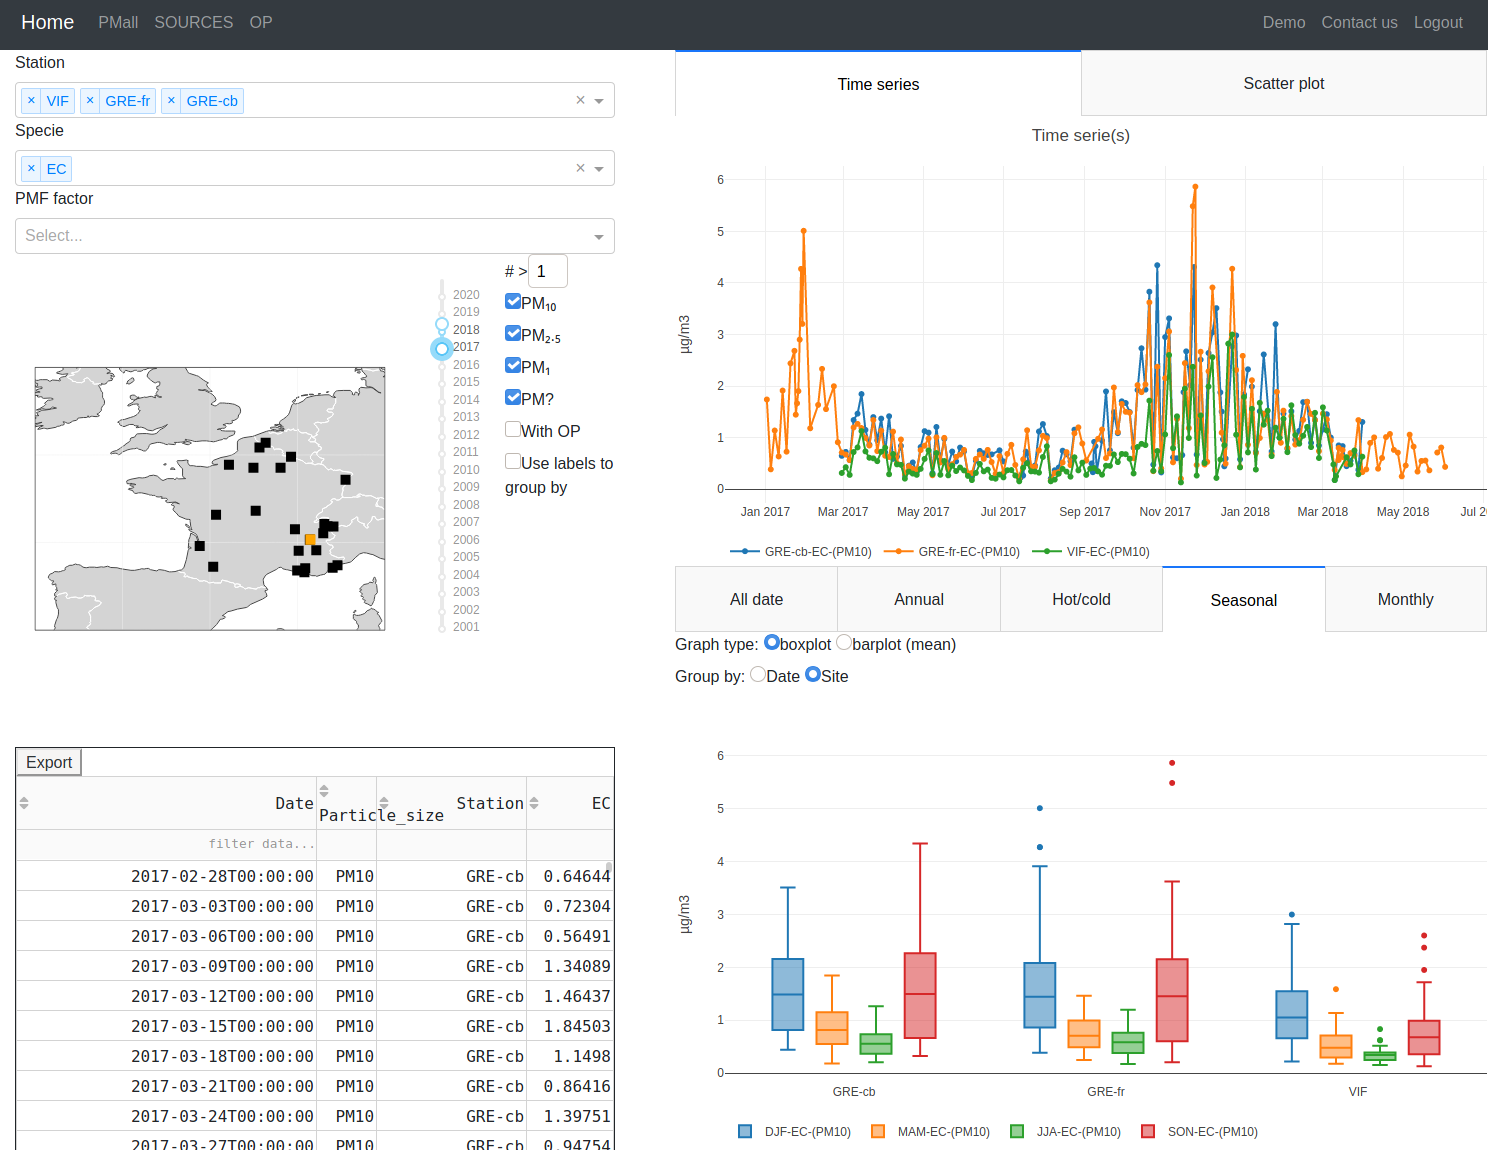 Home PMall SOURCES OP Demo Contact us Logout
Station
× VIF × GRE-fr × GRE-cb ×
Specie
× EC ×
PMF factor
Select...
# > 1
PM₁₀
PM₂.₅
PM₁
PM?
With OP
Use labels to
group by
2020
2019
2018
2017
2016
2015
2014
2013
2012
2011
2010
2009
2008
2007
2006
2005
2004
2003
2002
2001
Export
Date Particle_size Station EC
filter data...
2017-02-28T00:00:00 PM10 GRE-cb 0.64644
2017-03-03T00:00:00 PM10 GRE-cb 0.72304
2017-03-06T00:00:00 PM10 GRE-cb 0.56491
2017-03-09T00:00:00 PM10 GRE-cb 1.34089
2017-03-12T00:00:00 PM10 GRE-cb 1.46437
2017-03-15T00:00:00 PM10 GRE-cb 1.84503
2017-03-18T00:00:00 PM10 GRE-cb 1.1498
2017-03-21T00:00:00 PM10 GRE-cb 0.86416
2017-03-24T00:00:00 PM10 GRE-cb 1.39751
2017-03-27T00:00:00 PM10 GRE-cb 0.94754
Time series Scatter plot
Time serie(s)
6
5
4
3
2
1
0
µg/m3
Jan 2017 Mar 2017 May 2017 Jul 2017 Sep 2017 Nov 2017 Jan 2018 Mar 2018 May 2018 Jul 20
GRE-cb-EC-(PM10) GRE-fr-EC-(PM10) VIF-EC-(PM10)
All date Annual Hot/cold Seasonal Monthly
Graph type: boxplot barplot (mean)
Group by: Date Site
6
5
4
3
2
1
0
µg/m3
GRE-cb GRE-fr VIF
DJF-EC-(PM10) MAM-EC-(PM10) JJA-EC-(PM10) SON-EC-(PM10)